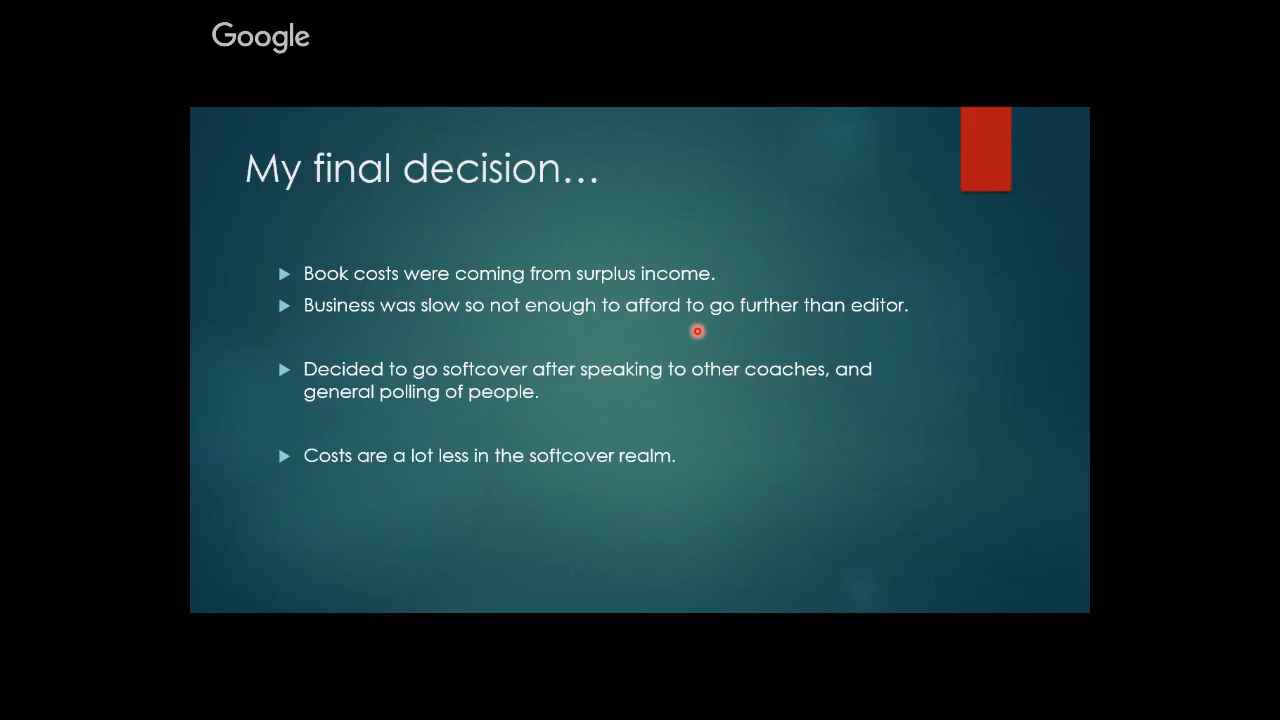 Google
My final decision...
Book costs were coming from surplus income.
Business was slow so not enough to afford to go further than editor.
Decided to go softcover after speaking to other coaches, and
general polling of people.
Costs are a lot less in the softcover realm.